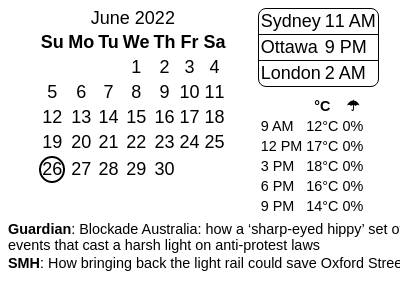 June 2022
Su Mo Tu We Th Fr Sa
1 2 3 4
5 6 7 8 9 10 11
12 13 14 15 16 17 18
19 20 21 22 23 24 25
26 27 28 29 30
Sydney 11 AM
Ottawa 9 PM
London 2 AM
°C ☂
9 AM 12°C 0%
12 PM 17°C 0%
3 PM 18°C 0%
6 PM 16°C 0%
9 PM 14°C 0%
Guardian: Blockade Australia: how a ‘sharp-eyed hippy’ set o
events that cast a harsh light on anti-protest laws
SMH: How bringing back the light rail could save Oxford Stree